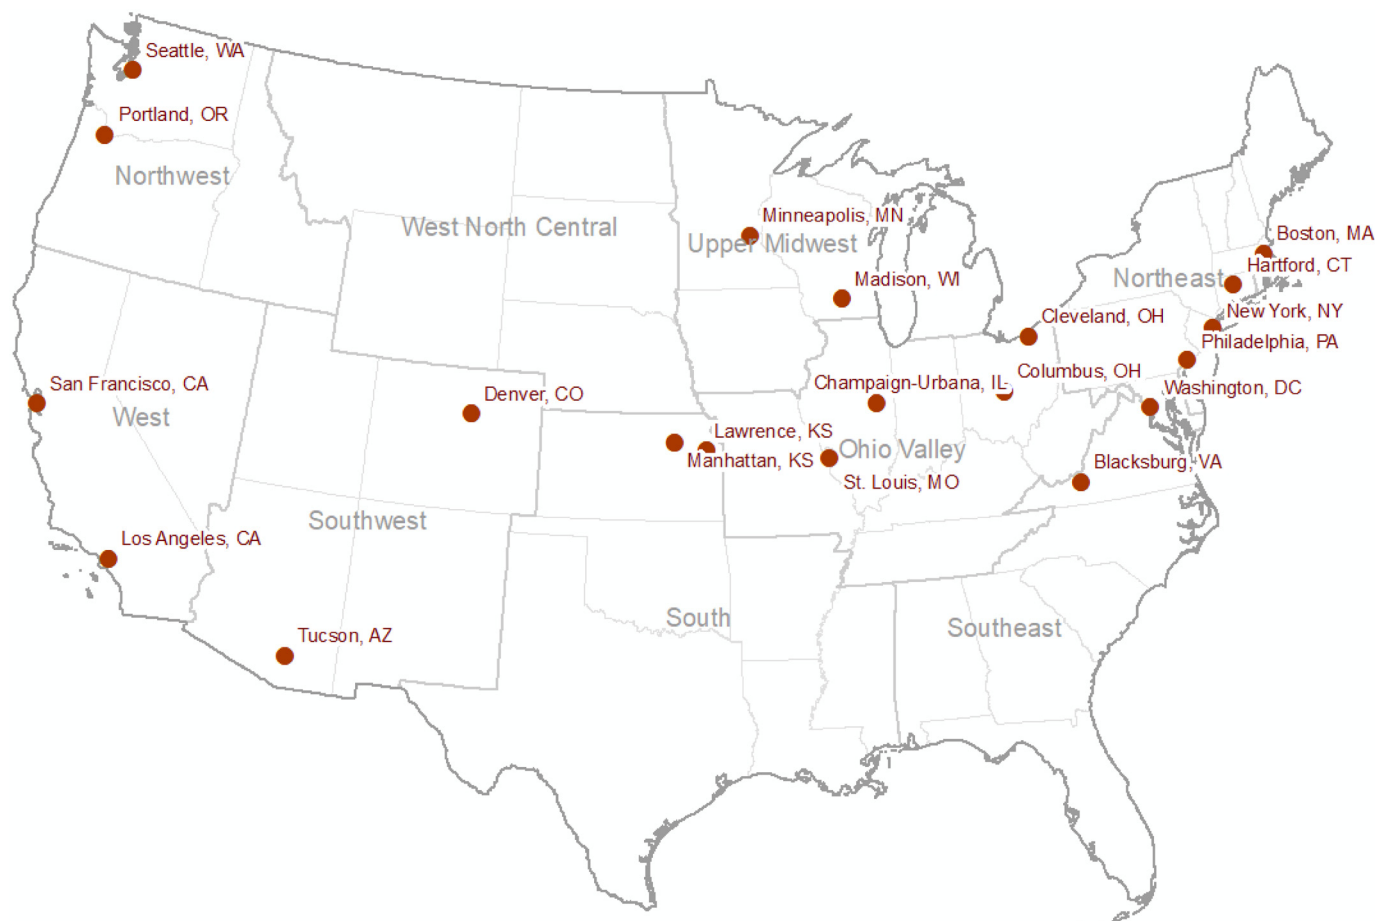 Seattle, WA
Portland, OR
Northwest
West North Central
Minneapolis, MN
Upper Midwest
Boston, MA
Hartford, CT
Northeast
Madison, WI
New York, NY
Cleveland, OH
Philadelphia, PA
Columbus, OH
San Francisco, CA
Champaign-Urbana, IL
Washington, DC
Denver, CO
West
Lawrence, KS
Ohio Valley
Manhattan, KS
Blacksburg, VA
St. Louis, MO
Southwest
Los Angeles, CA
South
Southeast
Tucson, AZ